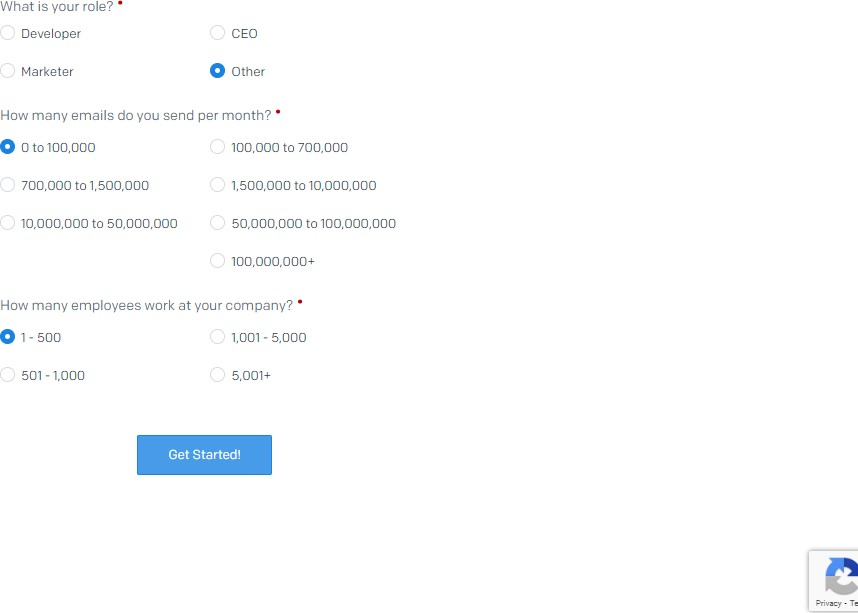 What is your role? •
Developer CEO
Marketer Other
How many emails do you send per month? •
0 to 100,000 100,000 to 700,000
700,000 to 1,500,000 1,500,000 to 10,000,000
10,000,000 to 50,000,000 50,000,000 to 100,000,000
100,000,000+
How many employees work at your company? •
1 - 500 1,001 - 5,000
501 - 1,000 5,001+
Get Started!
Privacy - Te